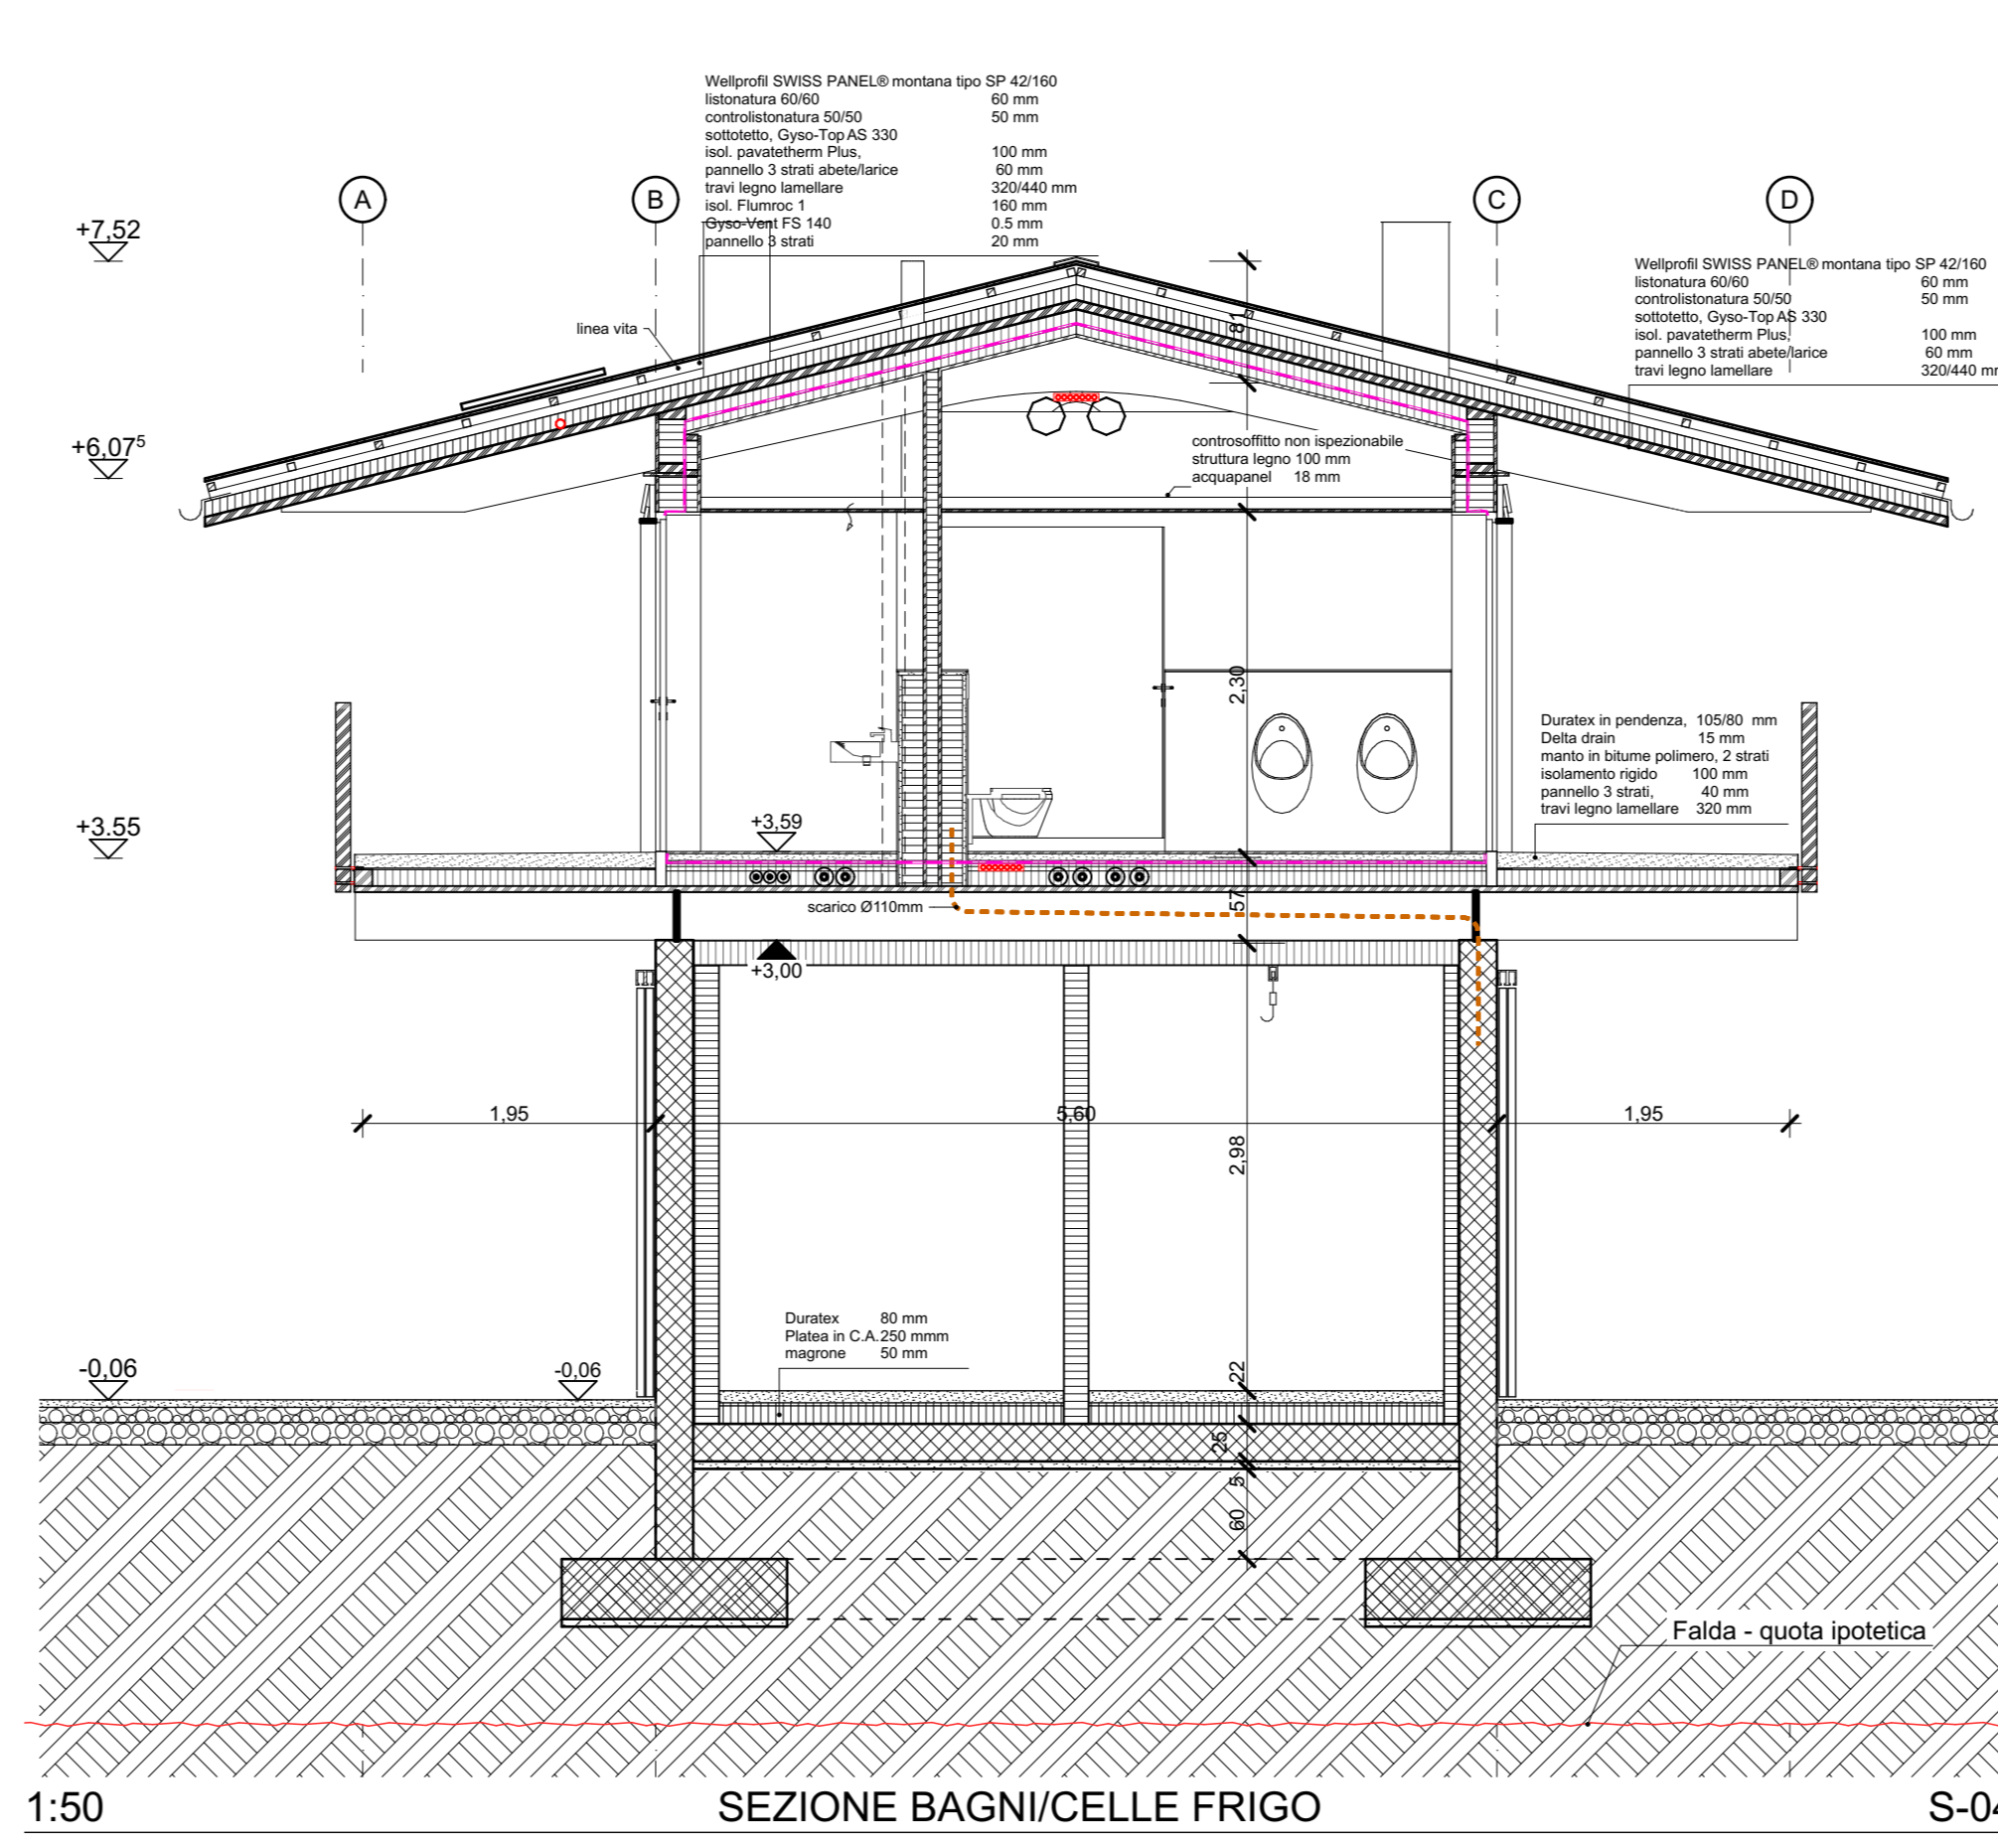 Wellprofil SWISS PANEL® montana tipo SP 42/160
listonatura 60/60 60 mm
controlistonatura 50/50 50 mm
sottotetto, Gyso-Top AS 330
isol. pavatetherm Plus, 100 mm
pannello 3 strati abete/larice 60 mm
travi legno lamellare 320/440 mm
isol. Flumroc 1 160 mm
Gyso-Vent FS 140 0.5 mm
pannello 3 strati 20 mm
A
B
C
D
+7,52
Wellprofil SWISS PANEL® montana tipo SP 42/160
listonatura 60/60 60 mm
controlistonatura 50/50 50 mm
sottotetto, Gyso-Top AS 330
isol. pavatetherm Plus, 100 mm
pannello 3 strati abete/larice 60 mm
travi legno lamellare 320/440 mm
linea vita
81
+6,07⁵
controsoffitto non ispezionabile
struttura legno 100 mm
acquapanel 18 mm
2,30
Duratex in pendenza, 105/80 mm
Delta drain 15 mm
manto in bitume polimero, 2 strati
isolamento rigido 100 mm
pannello 3 strati, 40 mm
travi legno lamellare 320 mm
+3.55
+3,59
scarico Ø110mm
57
+3,00
1,95
5,60
1,95
2,98
Duratex 80 mm
Platea in C.A.250 mmm
magrone 50 mm
-0,06
-0,06
22
25
5
60
Falda - quota ipotetica
1:50
SEZIONE BAGNI/CELLE FRIGO
S-04